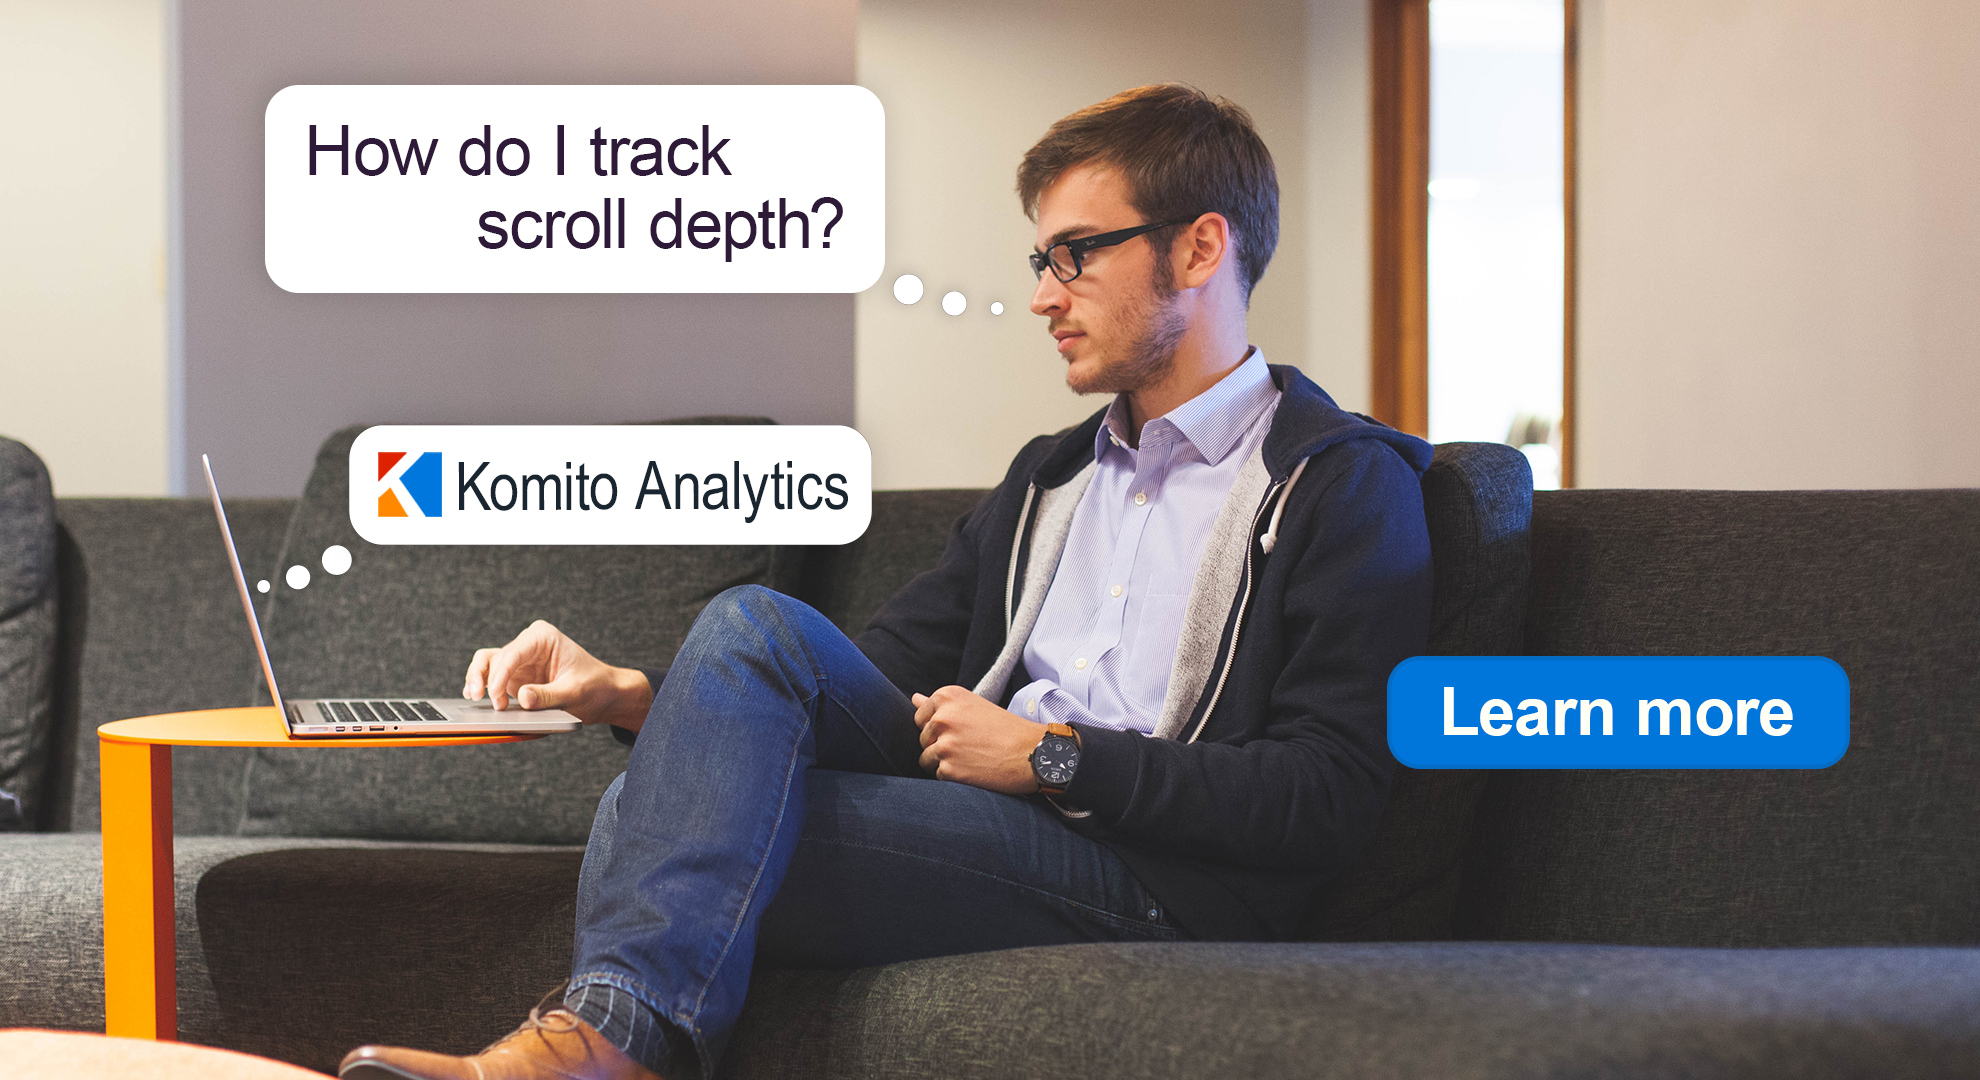 How do I track
scroll depth?
Komito Analytics
Learn more